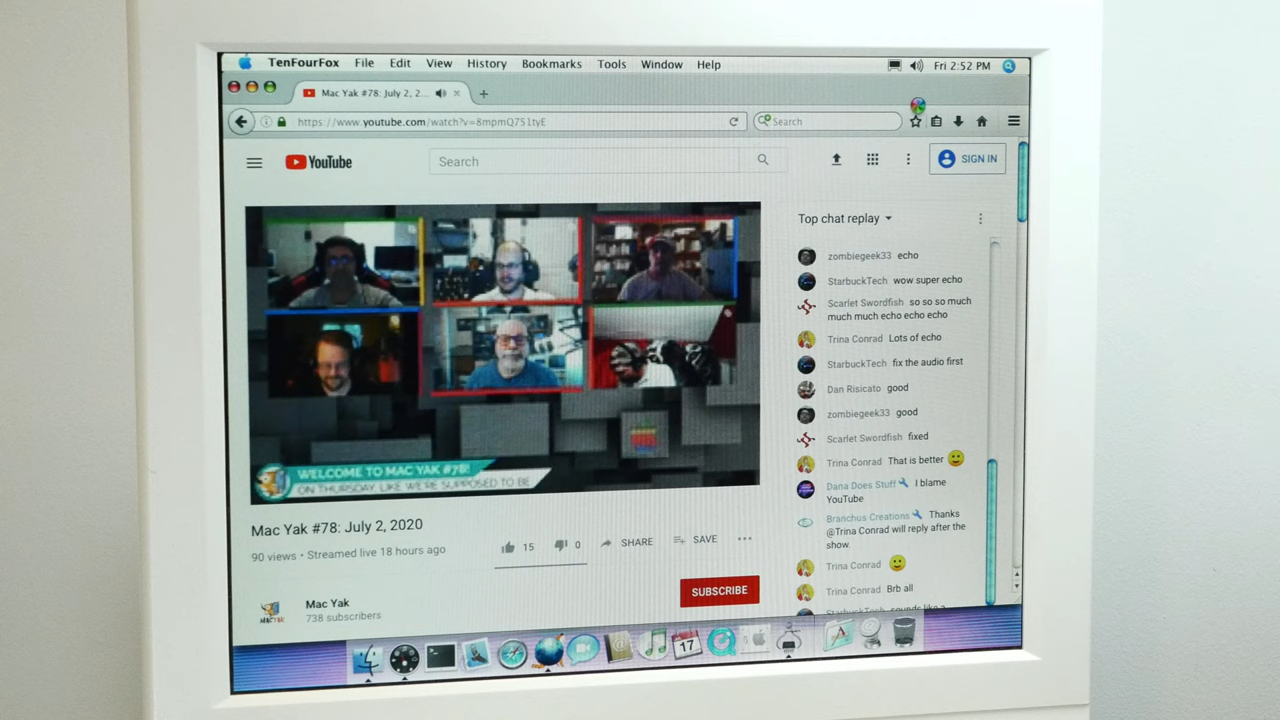 TenFourFox File Edit View History Bookmarks Tools Window Help Fri 2:52 PM
Mac Yak #78: July 2, 2...
https://www.youtube.com/watch?v=8mpmQ751tyE
Search
YouTube
Search
SIGN IN
WELCOME TO MAC YAK #78!
ON THURSDAY, LIKE WE'RE SUPPOSED TO BE
Mac Yak #78: July 2, 2020
90 views • Streamed live 18 hours ago
15 0 SHARE SAVE
SUBSCRIBE
Mac Yak
738 subscribers
Top chat replay
zombiegeek33 echo
StarbuckTech wow super echo
Scarlet Swordfish so so so much
much much echo echo echo
Trina Conrad Lots of echo
StarbuckTech fix the audio first
Dan Risicato good
zombiegeek33 good
Scarlet Swordfish fixed
Trina Conrad That is better
Dana Does Stuff I blame
YouTube
Branchus Creations Thanks
@Trina Conrad will reply after the
show.
Trina Conrad
Trina Conrad Brb all
StarbuckTech sounds like a
17